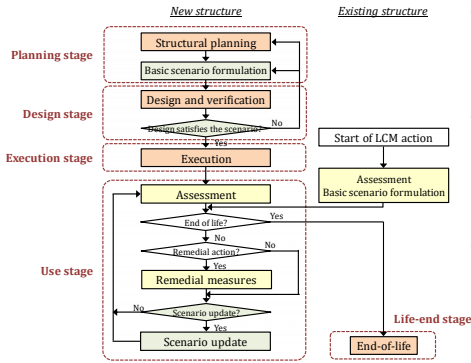 New structure
Existing structure
Structural planning
Planning stage
Basic scenario formulation
Design and verification
Design stage
Design satisfies the scenario?
No
Yes
Start of LCM action
Execution stage
Execution
Assessment
Basic scenario formulation
Assessment
End of life?
Yes
No
Remedial action?
No
Yes
Use stage
Remedial measures
No
Scenario update?
Life-end stage
Yes
Scenario update
End-of-life